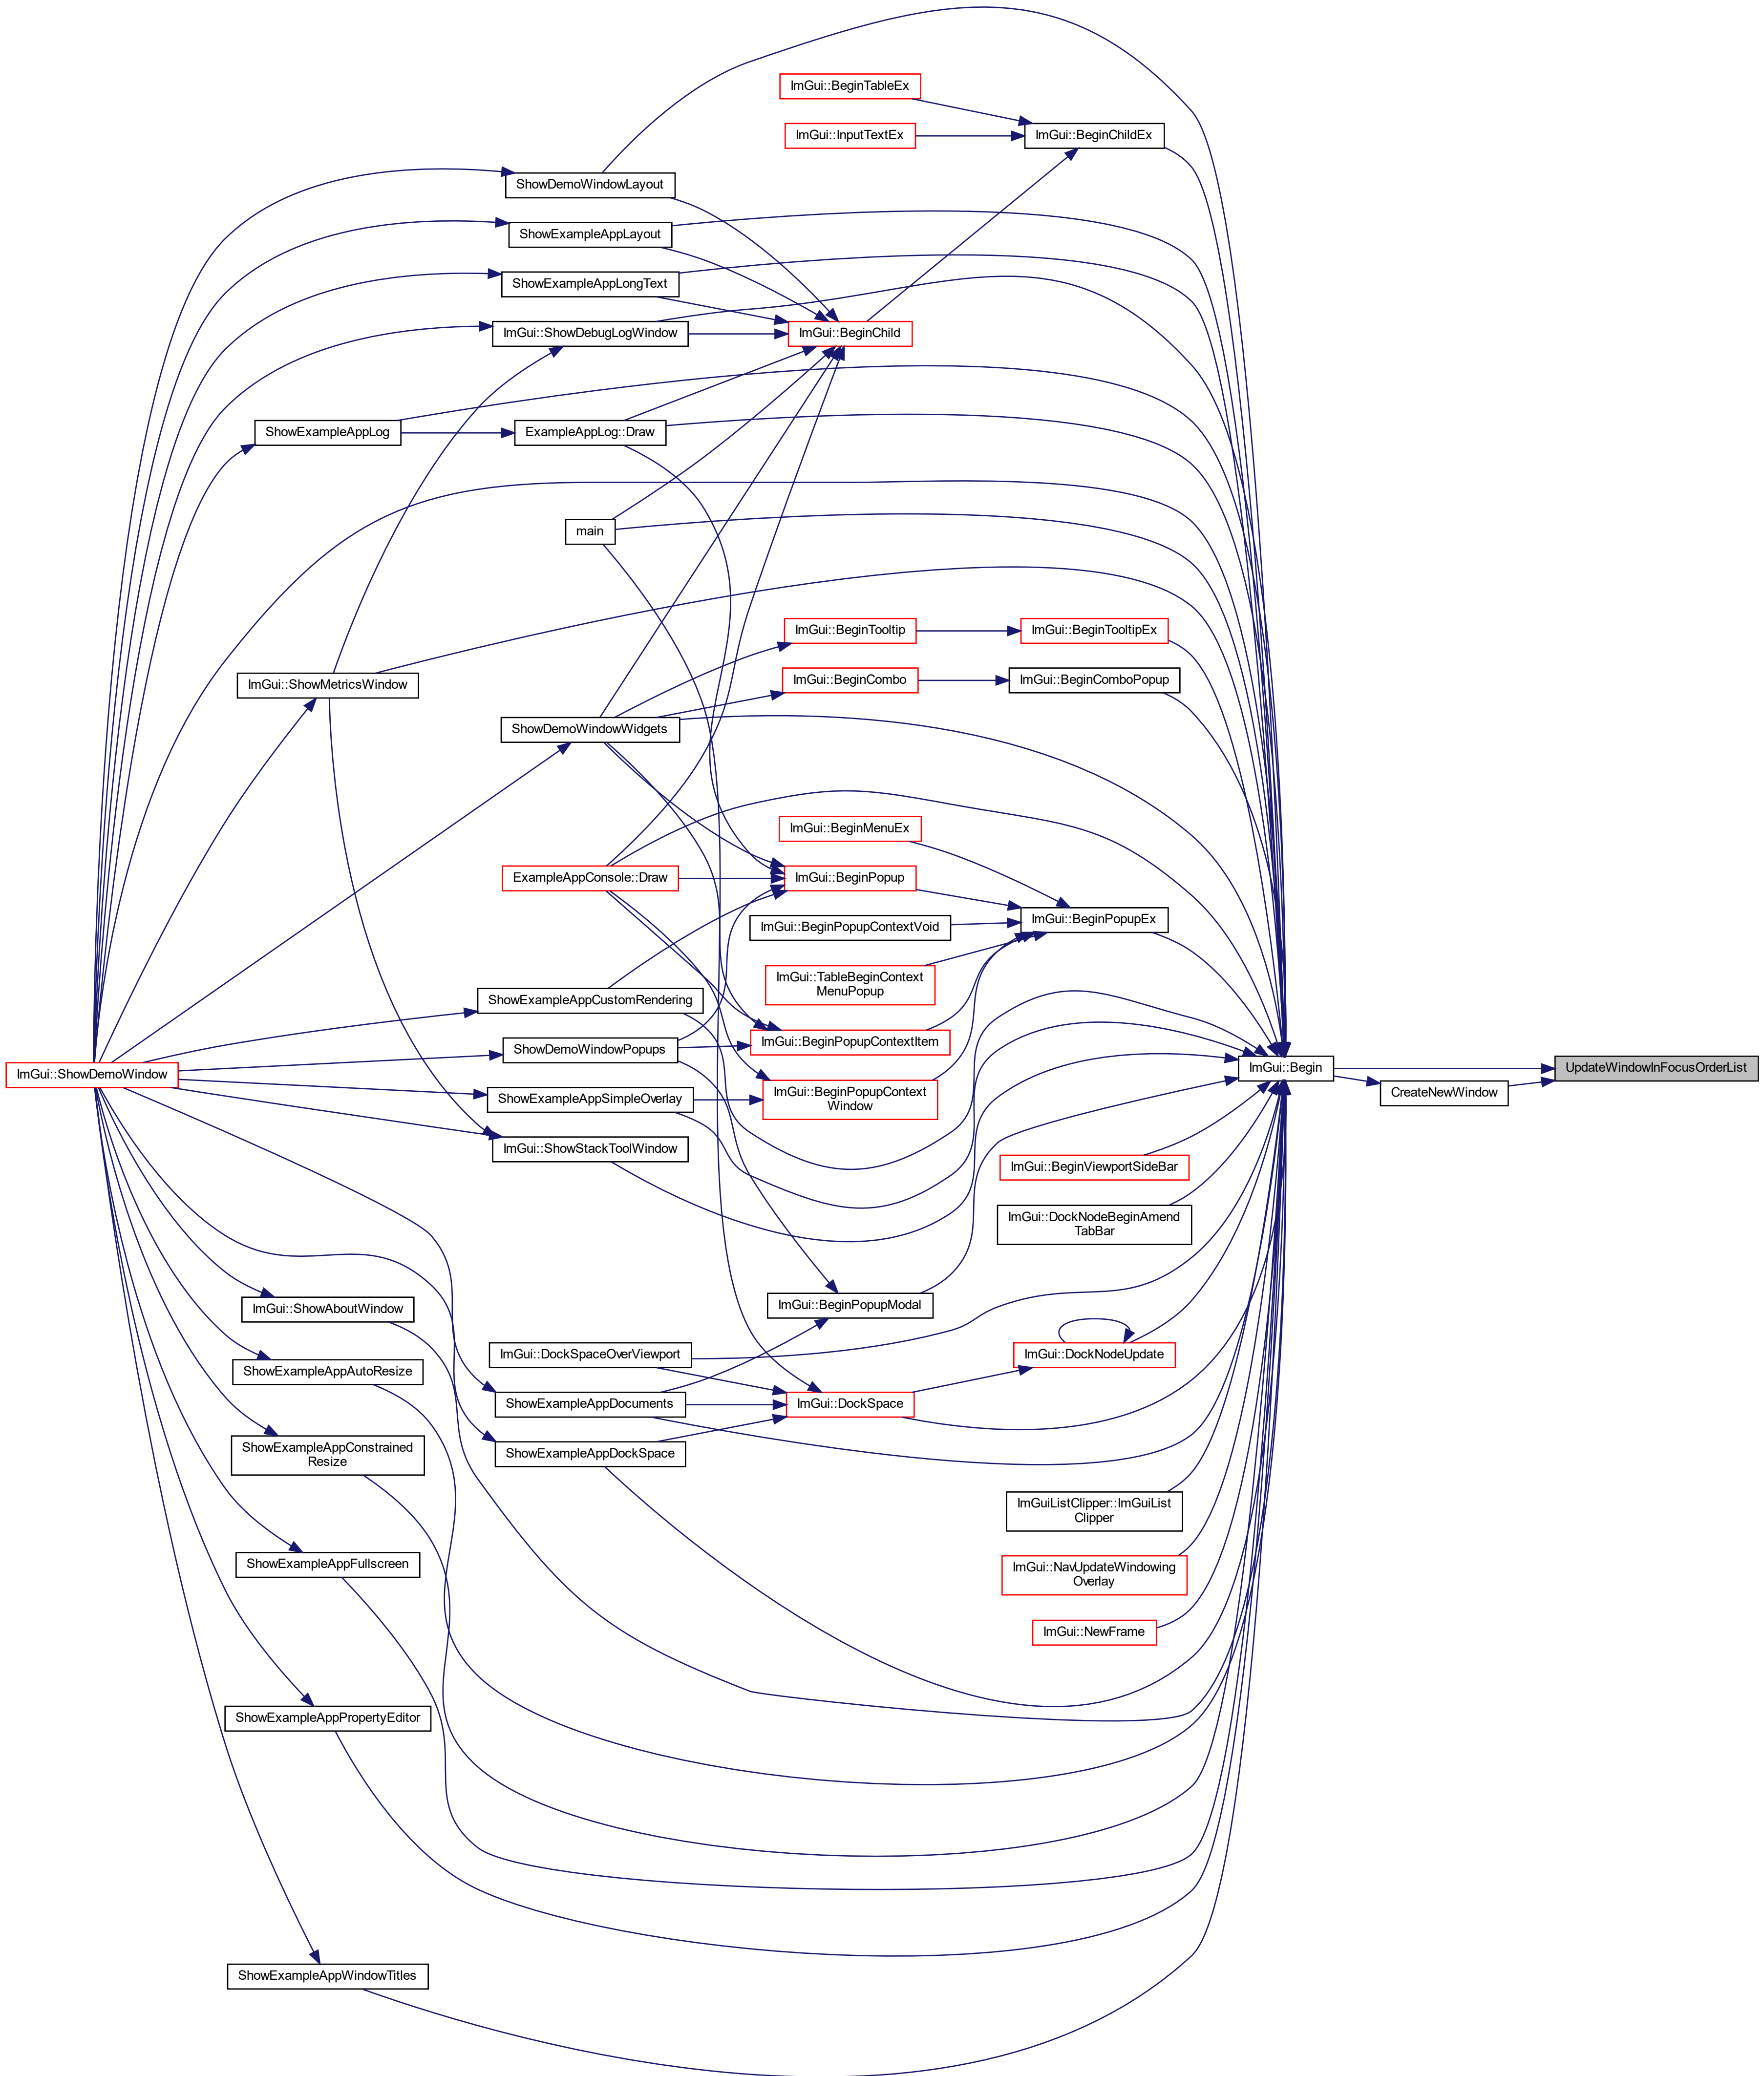 ImGui::BeginTableEx
ImGui::InputTextEx
ImGui::BeginChildEx
ShowDemoWindowLayout
ShowExampleAppLayout
ShowExampleAppLongText
ImGui::ShowDebugLogWindow
ImGui::BeginChild
ShowExampleAppLog
ExampleAppLog::Draw
main
ImGui::BeginTooltip
ImGui::BeginTooltipEx
ImGui::ShowMetricsWindow
ImGui::BeginCombo
ImGui::BeginComboPopup
ShowDemoWindowWidgets
ImGui::BeginMenuEx
ExampleAppConsole::Draw
ImGui::BeginPopup
ImGui::BeginPopupEx
ImGui::BeginPopupContextVoid
ImGui::TableBeginContext
MenuPopup
ShowExampleAppCustomRendering
ImGui::BeginPopupContextItem
ShowDemoWindowPopups
ImGui::ShowDemoWindow
ImGui::Begin
UpdateWindowInFocusOrderList
CreateNewWindow
ShowExampleAppSimpleOverlay
ImGui::BeginPopupContext
Window
ImGui::ShowStackToolWindow
ImGui::BeginViewportSideBar
ImGui::DockNodeBeginAmend
TabBar
ImGui::ShowAboutWindow
ImGui::BeginPopupModal
ImGui::DockSpaceOverViewport
ImGui::DockNodeUpdate
ShowExampleAppAutoResize
ShowExampleAppDocuments
ImGui::DockSpace
ShowExampleAppConstrained
Resize
ShowExampleAppDockSpace
ImGuiListClipper::ImGuiList
Clipper
ShowExampleAppFullscreen
ImGui::NavUpdateWindowing
Overlay
ImGui::NewFrame
ShowExampleAppPropertyEditor
ShowExampleAppWindowTitles